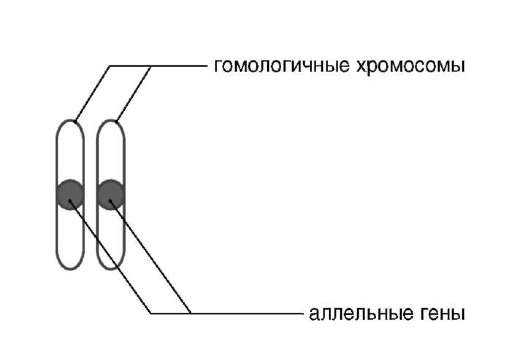 гомологичные хромосомы
аллельные гены